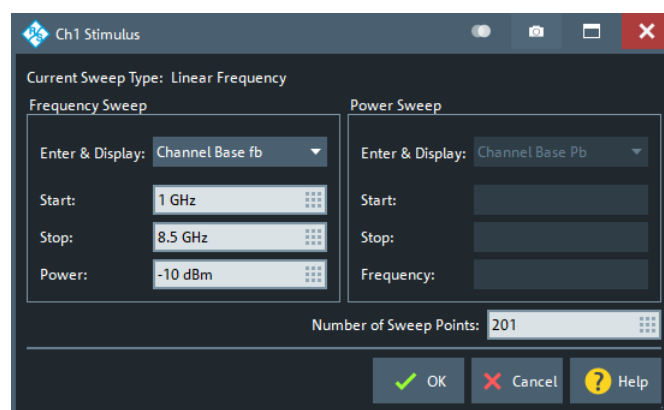 Ch1 Stimulus
Current Sweep Type: Linear Frequency
Frequency Sweep
Enter & Display: Channel Base fb
Start: 1 GHz
Stop: 8.5 GHz
Power: -10 dBm
Power Sweep
Enter & Display: Channel Base Pb
Start:
Stop:
Frequency:
Number of Sweep Points: 201
OK
Cancel
? Help